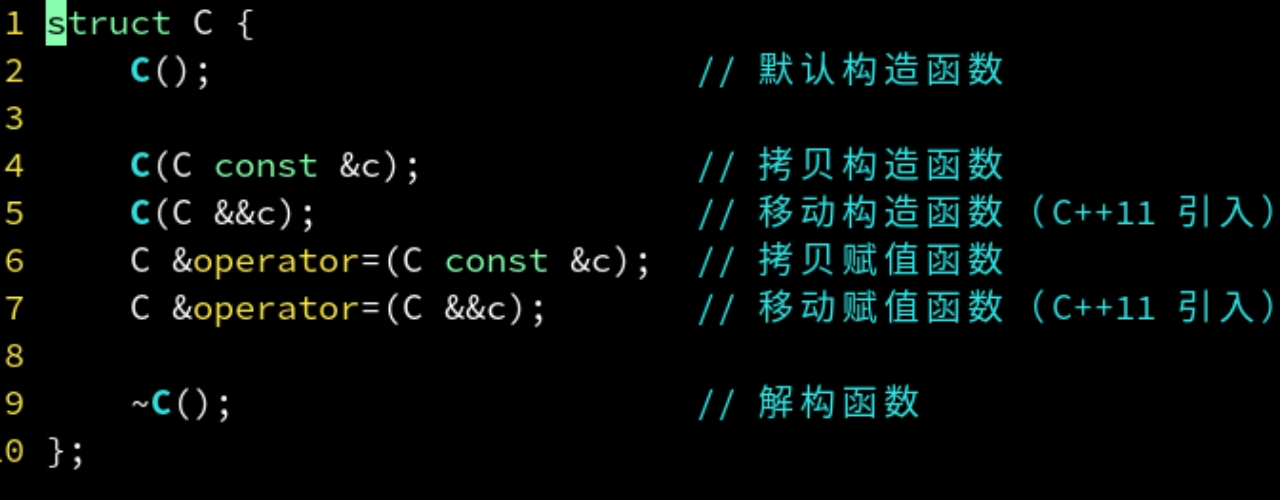 1 struct C {
2     C();                       // 默认构造函数
3
4     C(C const &c);             // 拷贝构造函数
5     C(C &&c);                  // 移动构造函数（C++11 引入）
6     C &operator=(C const &c);  // 拷贝赋值函数
7     C &operator=(C &&c);       // 移动赋值函数（C++11 引入）
8
9     ~C();                      // 解构函数
10 };